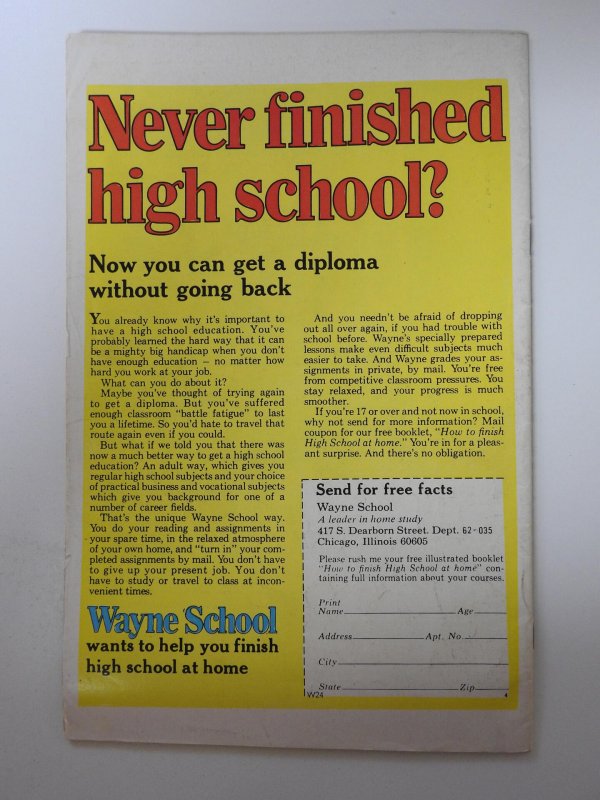 Never finished
high school?
Now you can get a diploma
without going back
You already know why it's important to
have a high school education. You've
probably learned the hard way that it can
be a mighty big handicap when you don't
have enough education — no matter how
hard you work at your job.
What can you do about it?
Maybe you've thought of trying again
to get a diploma. But you've suffered
enough classroom "battle fatigue" to last
you a lifetime. So you'd hate to travel that
route again even if you could.
But what if we told you that there was
now a much better way to get a high school
education? An adult way, which gives you
regular high school subjects and your choice
of practical business and vocational subjects
which give you background for one of a
number of career fields.
That's the unique Wayne School way.
You do your reading and assignments in
your spare time, in the relaxed atmosphere
of your own home, and "turn in" your com-
pleted assignments by mail. You don't have
to give up your present job. You don't
have to study or travel to class at incon-
venient times.
Wayne School
wants to help you finish
high school at home
And you needn't be afraid of dropping
out all over again, if you had trouble with
school before. Wayne's specially prepared
lessons make even difficult subjects much
easier to take. And Wayne grades your as-
signments in private, by mail. You're free
from competitive classroom pressures. You
stay relaxed, and your progress is much
smoother.
If you're 17 or over and not now in school,
why not send for more information? Mail
coupon for our free booklet, "How to finish
High School at home." You're in for a pleas-
ant surprise. And there's no obligation.
Send for free facts
Wayne School
A leader in home study
417 S. Dearborn Street. Dept. 62-035
Chicago, Illinois 60605
Please rush me your free illustrated booklet
"How to finish High School at home" con-
taining full information about your courses.
Print
Name Age
Address Apt. No
City
State Zip
W24 4